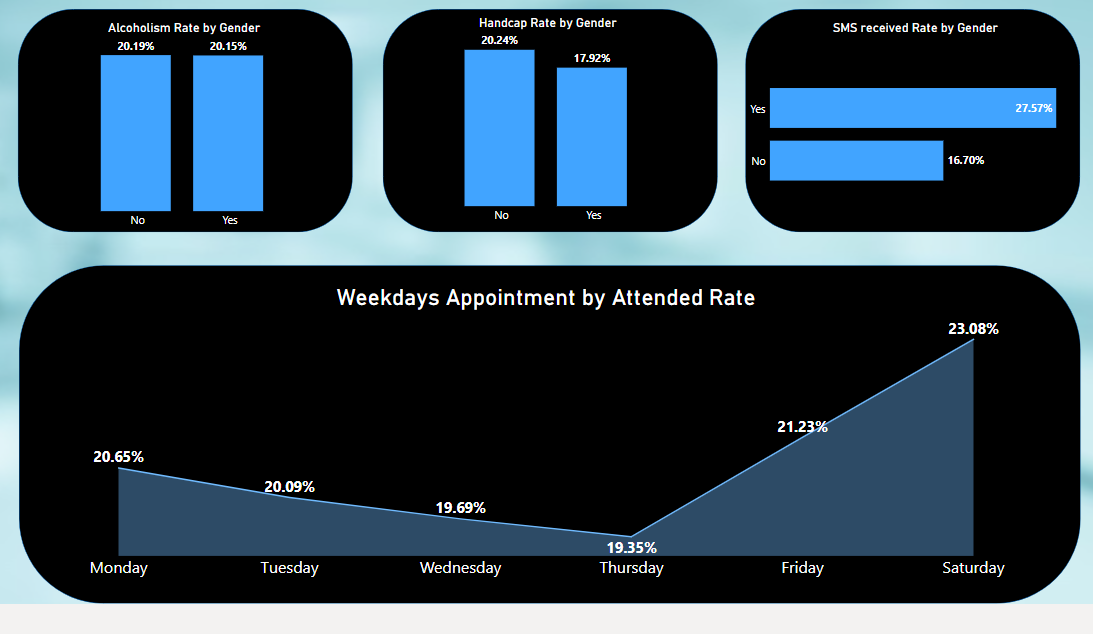 Alcoholism Rate by Gender
20.19% 20.15%
No Yes
Handcap Rate by Gender
20.24%
17.92%
No Yes
SMS received Rate by Gender
Yes 27.57%
No 16.70%
Weekdays Appointment by Attended Rate
20.65%
20.09%
19.69%
19.35%
21.23%
23.08%
Monday Tuesday Wednesday Thursday Friday Saturday